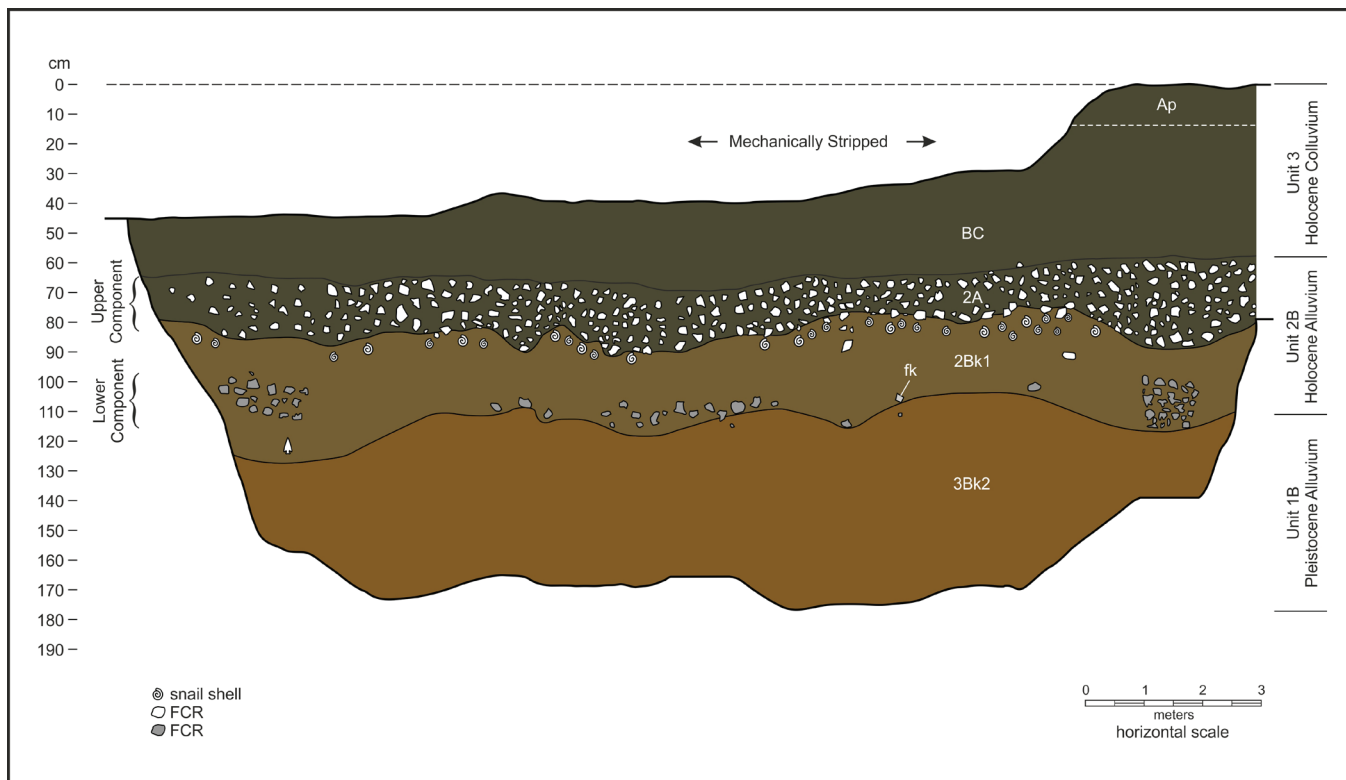 cm
0
10
20
30
40
50
60
70
80
90
100
110
120
130
140
150
160
170
180
190
Upper
Component
Lower
Component
Mechanically Stripped
Ap
BC
2A
2Bk1
fk
3Bk2
Unit 3
Holocene Colluvium
Unit 2B
Holocene Alluvium
Unit 1B
Pleistocene Alluvium
snail shell
FCR
FCR
0 1 2 3
meters
horizontal scale